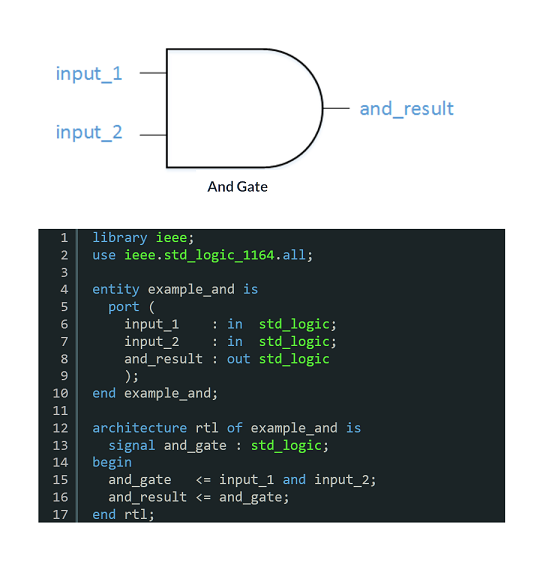 input_1
input_2
and_result
And Gate
1 library ieee;
2 use ieee.std_logic_1164.all;
3
4 entity example_and is
5   port (
6     input_1    : in  std_logic;
7     input_2    : in  std_logic;
8     and_result : out std_logic
9     );
10 end example_and;
11
12 architecture rtl of example_and is
13   signal and_gate : std_logic;
14 begin
15   and_gate   <= input_1 and input_2;
16   and_result <= and_gate;
17 end rtl;